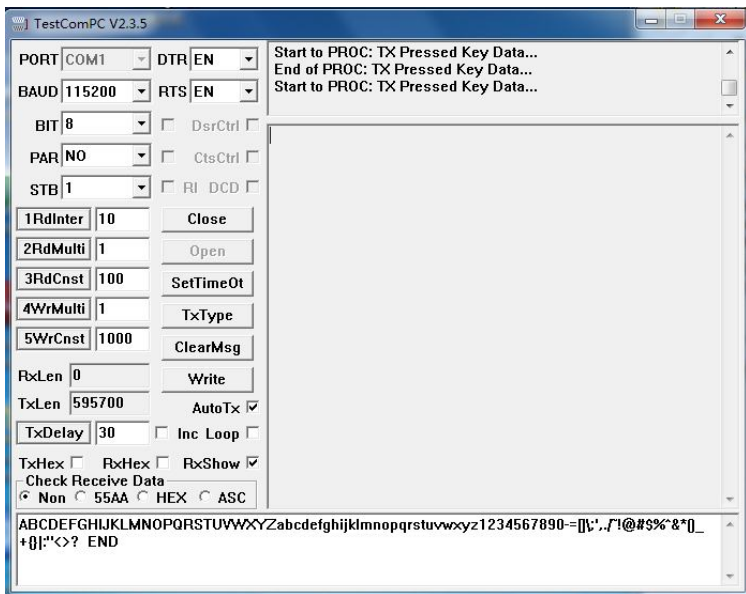 TestComPC V2.3.5
PORT COM1 DTR EN
BAUD 115200 RTS EN
BIT 8 DsrCtrl
PAR NO CtsCtrl
STB 1 RI DCD
1RdInter 10 Close
2RdMulti 1 Open
3RdCnst 100 SetTimeOt
4WrMulti 1 TxType
5WrCnst 1000 ClearMsg
RxLen 0 Write
TxLen 595700 AutoTx
TxDelay 30 Inc Loop
TxHex RxHex RxShow
Check Receive Data
Non 55AA HEX ASC
Start to PROC: TX Pressed Key Data...
End of PROC: TX Pressed Key Data...
Start to PROC: TX Pressed Key Data...
ABCDEFGHIJKLMNOPQRSTUVWXYZabcdefghijklmnopqrstuvwxyz1234567890-=[]\;',./~!@#$%^&*()_
+{}|:"<>? END